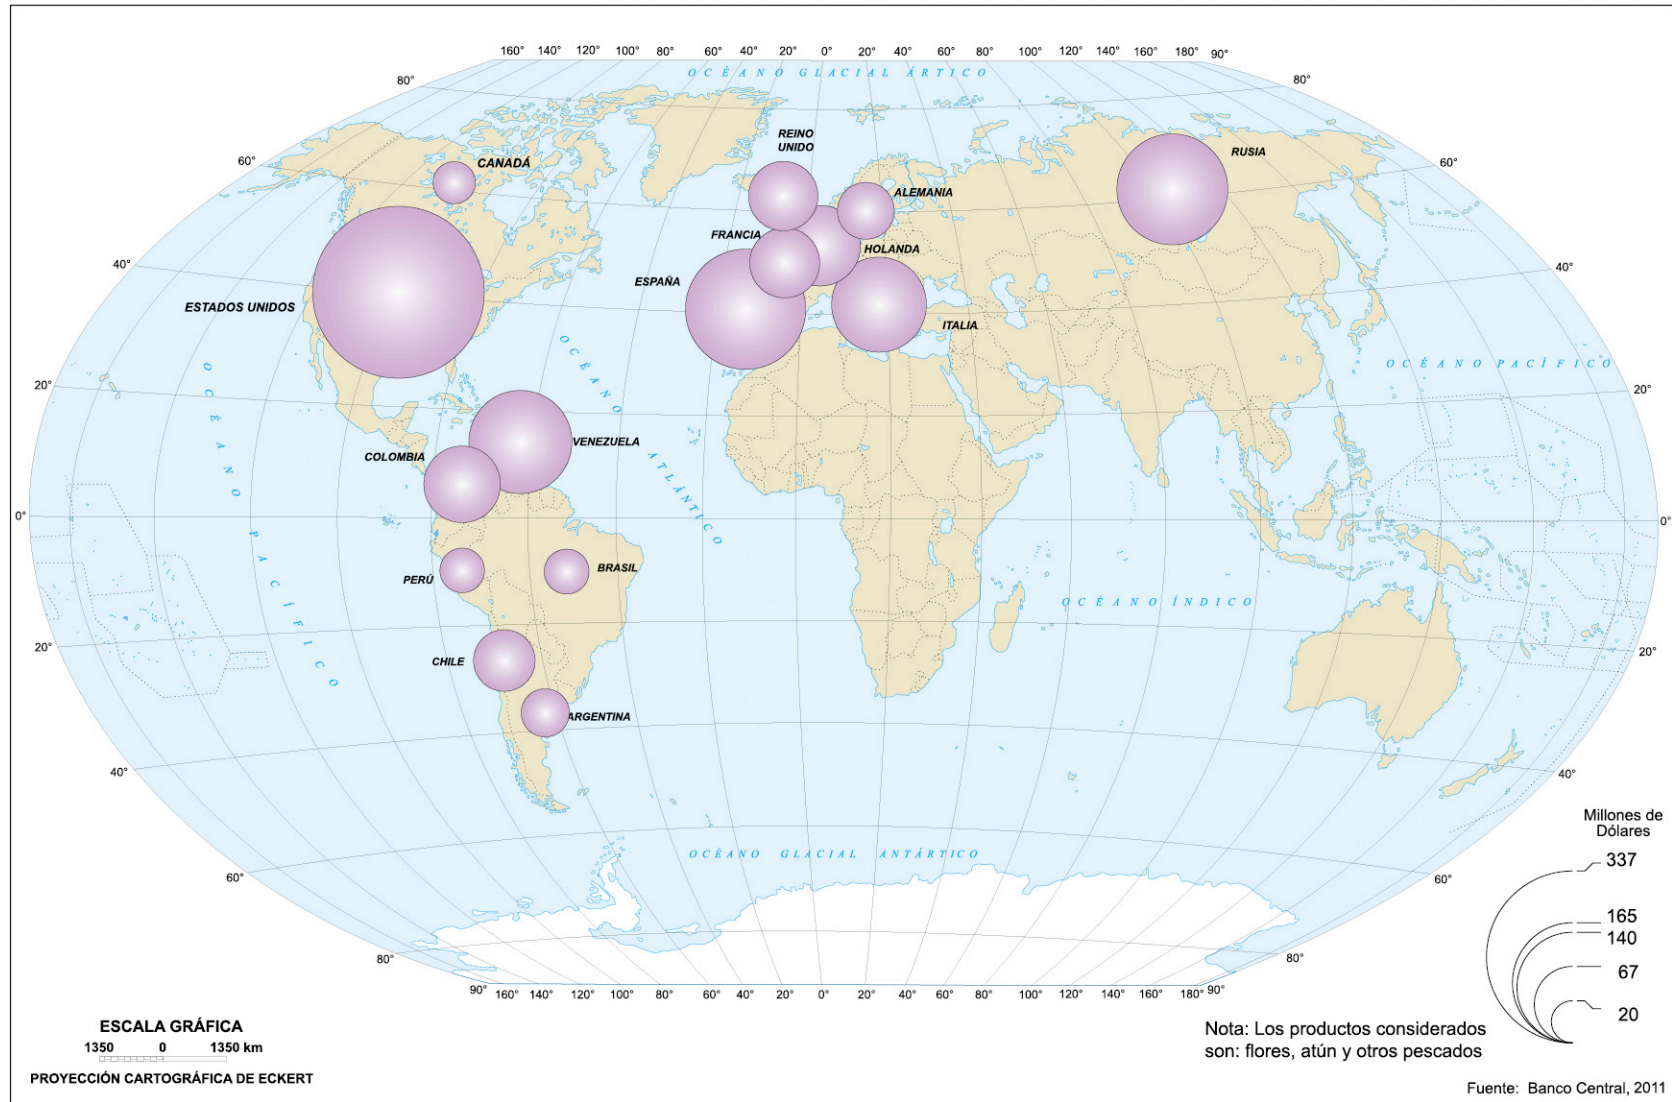 160° 140° 120° 100° 80° 60° 40° 20° 0° 20° 40° 60° 80° 100° 120° 140° 160° 180° 90°
OCÉANO GLACIAL ÁRTICO
80° 80°
REINO
UNIDO
CANADÁ
RUSIA
60° 60°
ALEMANIA
FRANCIA
HOLANDA
40° 40°
ESPAÑA
ESTADOS UNIDOS
ITALIA
OCÉANO PACÍFICO
OCÉANO ATLÁNTICO
OCÉANO PACÍFICO
20° 20°
VENEZUELA
COLOMBIA
0° 0°
PERÚ
BRASIL
OCÉANO ÍNDICO
20° 20°
CHILE
ARGENTINA
40° 40°
Millones de
Dólares
337
OCÉANO GLACIAL ANTÁRTICO
60° 60°
165
140
80° 80°
67
90° 160° 140° 120° 100° 80° 60° 40° 20° 0° 20° 40° 60° 80° 100° 120° 140° 160° 180° 90°
20
ESCALA GRÁFICA
1350 0 1350 km
PROYECCIÓN CARTOGRÁFICA DE ECKERT
Nota: Los productos considerados
son: flores, atún y otros pescados
Fuente: Banco Central, 2011